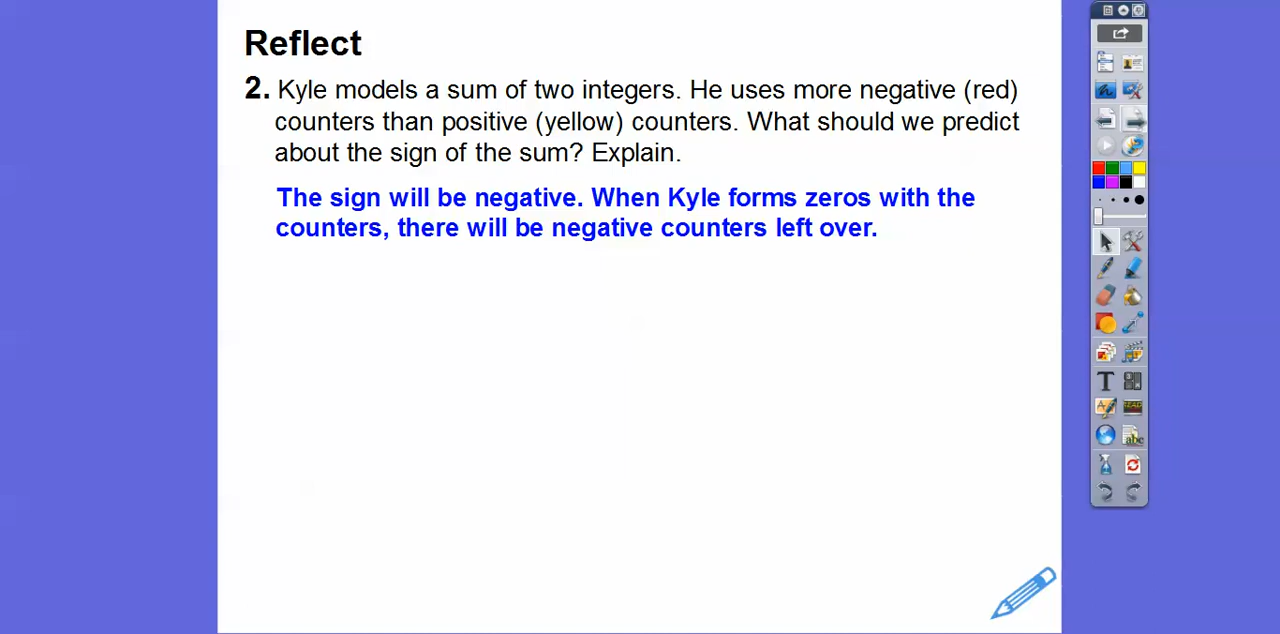 Reflect
2. Kyle models a sum of two integers. He uses more negative (red)
counters than positive (yellow) counters. What should we predict
about the sign of the sum? Explain.
The sign will be negative. When Kyle forms zeros with the
counters, there will be negative counters left over.